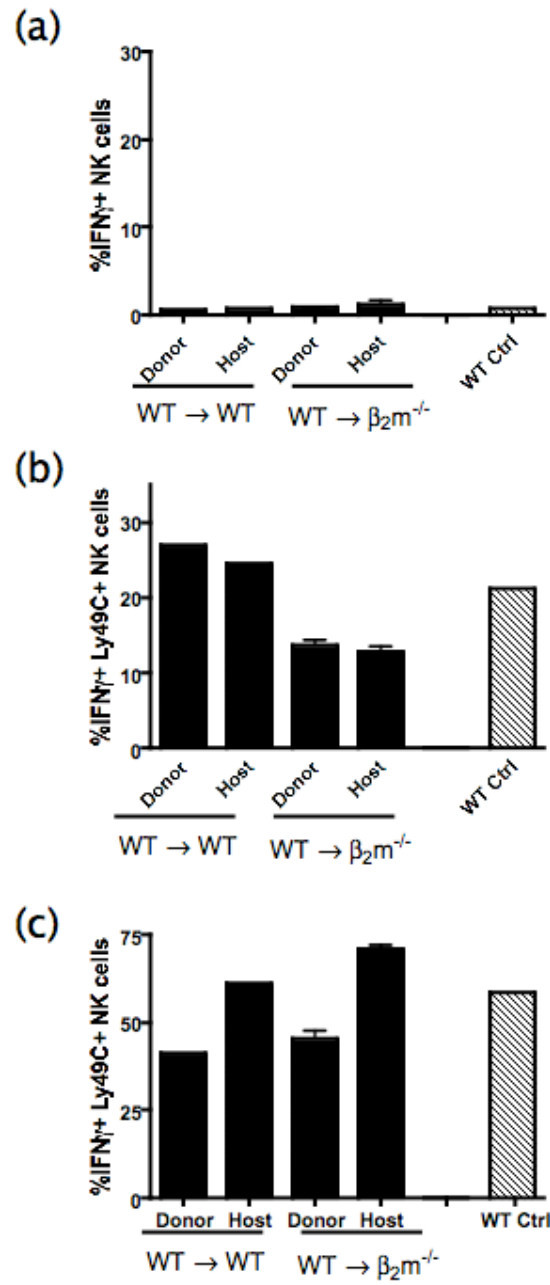 (a)
%IFNγ+ NK cells
30
20
10
0
Donor Host Donor Host WT Ctrl
WT → WT WT → β₂m⁻/⁻
(b)
%IFNγ+ Ly49C+ NK cells
30
20
10
0
Donor Host Donor Host WT Ctrl
WT → WT WT → β₂m⁻/⁻
(c)
%IFNγ+ Ly49C+ NK cells
75
50
25
0
Donor Host Donor Host WT Ctrl
WT → WT WT → β₂m⁻/⁻